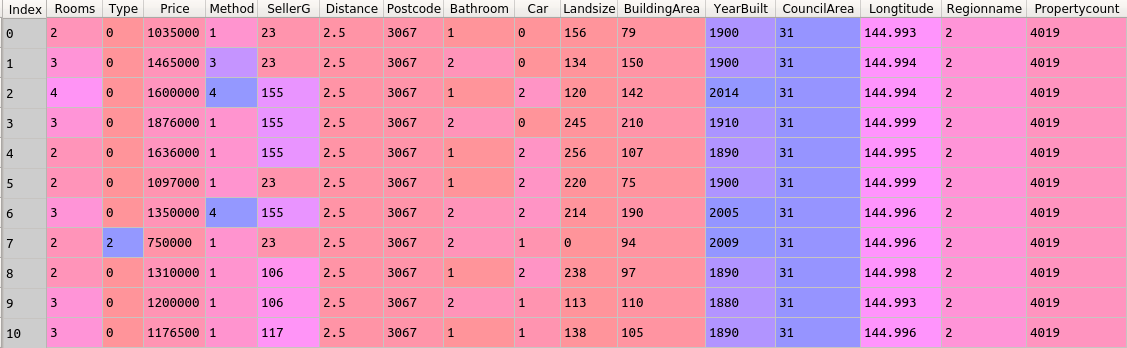 Index Rooms Type Price Method SellerG Distance Postcode Bathroom Car Landsize BuildingArea YearBuilt CouncilArea Longtitude Regionname Propertycount
0 2 0 1035000 1 23 2.5 3067 1 0 156 79 1900 31 144.993 2 4019
1 3 0 1465000 3 23 2.5 3067 2 0 134 150 1900 31 144.994 2 4019
2 4 0 1600000 4 155 2.5 3067 1 2 120 142 2014 31 144.994 2 4019
3 3 0 1876000 1 155 2.5 3067 2 0 245 210 1910 31 144.999 2 4019
4 2 0 1636000 1 155 2.5 3067 1 2 256 107 1890 31 144.995 2 4019
5 2 0 1097000 1 23 2.5 3067 1 2 220 75 1900 31 144.999 2 4019
6 3 0 1350000 4 155 2.5 3067 2 2 214 190 2005 31 144.996 2 4019
7 2 2 750000 1 23 2.5 3067 2 1 0 94 2009 31 144.996 2 4019
8 2 0 1310000 1 106 2.5 3067 1 2 238 97 1890 31 144.998 2 4019
9 3 0 1200000 1 106 2.5 3067 2 1 113 110 1880 31 144.993 2 4019
10 3 0 1176500 1 117 2.5 3067 1 1 138 105 1890 31 144.996 2 4019